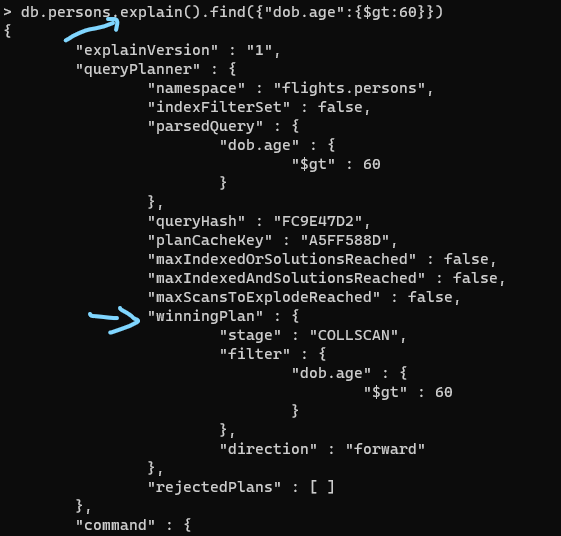 > db.persons.explain().find({"dob.age":{$gt:60}})
{
        "explainVersion" : "1",
        "queryPlanner" : {
                "namespace" : "flights.persons",
                "indexFilterSet" : false,
                "parsedQuery" : {
                        "dob.age" : {
                                "$gt" : 60
                        }
                },
                "queryHash" : "FC9E47D2",
                "planCacheKey" : "A5FF588D",
                "maxIndexedOrSolutionsReached" : false,
                "maxIndexedAndSolutionsReached" : false,
                "maxScansToExplodeReached" : false,
                "winningPlan" : {
                        "stage" : "COLLSCAN",
                        "filter" : {
                                "dob.age" : {
                                        "$gt" : 60
                                }
                        },
                        "direction" : "forward"
                },
                "rejectedPlans" : [ ]
        },
        "command" : {